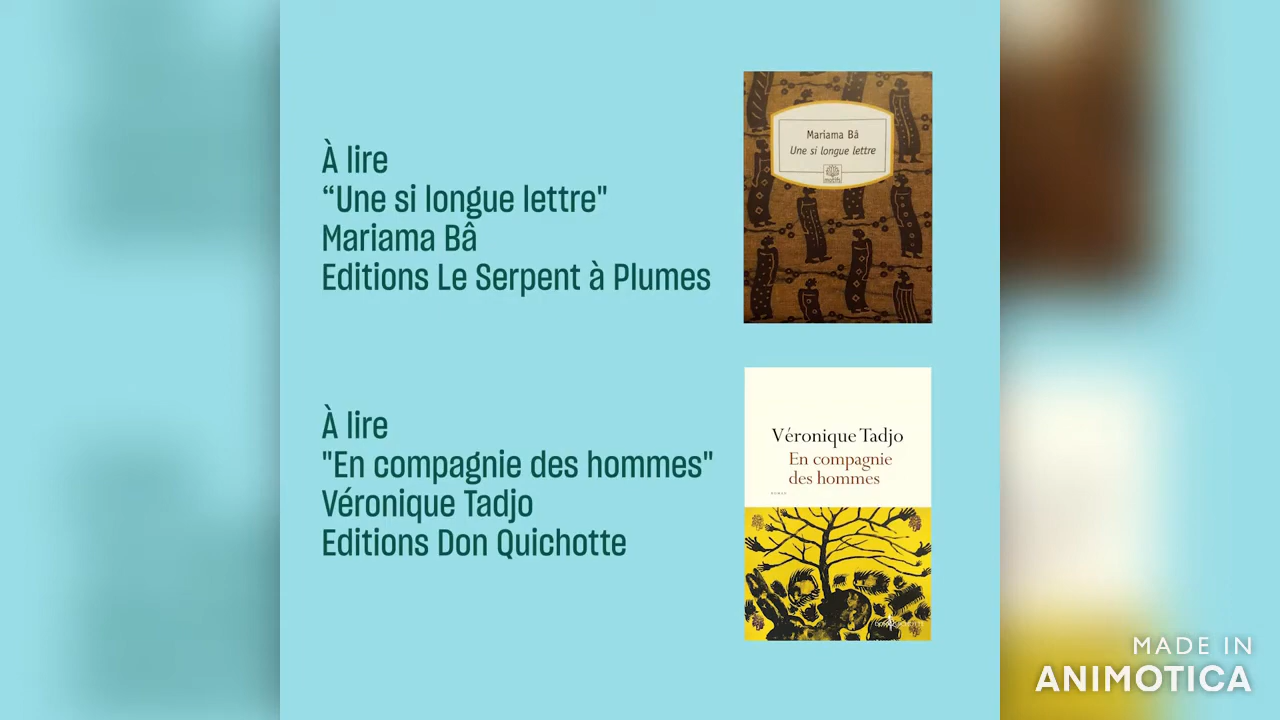 À lire
“Une si longue lettre"
Mariama Bâ
Editions Le Serpent à Plumes
Mariama Bâ
Une si longue lettre
À lire
"En compagnie des hommes"
Véronique Tadjo
Editions Don Quichotte
Véronique Tadjo
En compagnie
des hommes
ROMAN
MADE IN
ANIMOTICA